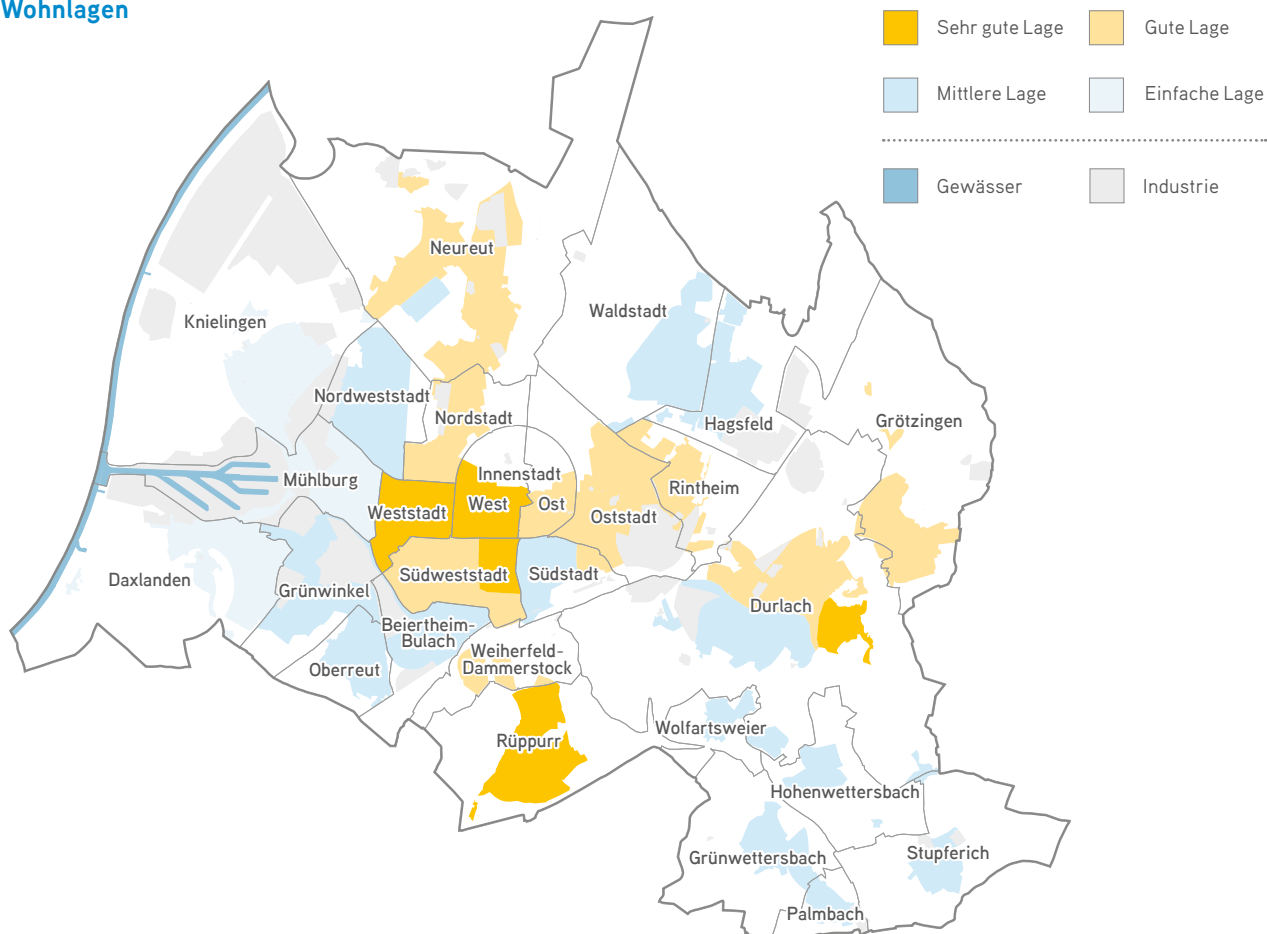 Wohnlagen
Sehr gute Lage
Gute Lage
Mittlere Lage
Einfache Lage
Gewässer
Industrie
Neureut
Waldstadt
Knielingen
Nordweststadt
Nordstadt
Hagsfeld
Grötzingen
Innenstadt
West
Ost
Mühlburg
Rintheim
Weststadt
Oststadt
Daxlanden
Grünwinkel
Südweststadt
Südstadt
Durlach
Beiertheim-
Bulach
Weiherfeld-
Dammerstock
Oberreut
Rüppurr
Wolfartsweier
Hohenwettersbach
Grünwettersbach
Stupferich
Palmbach